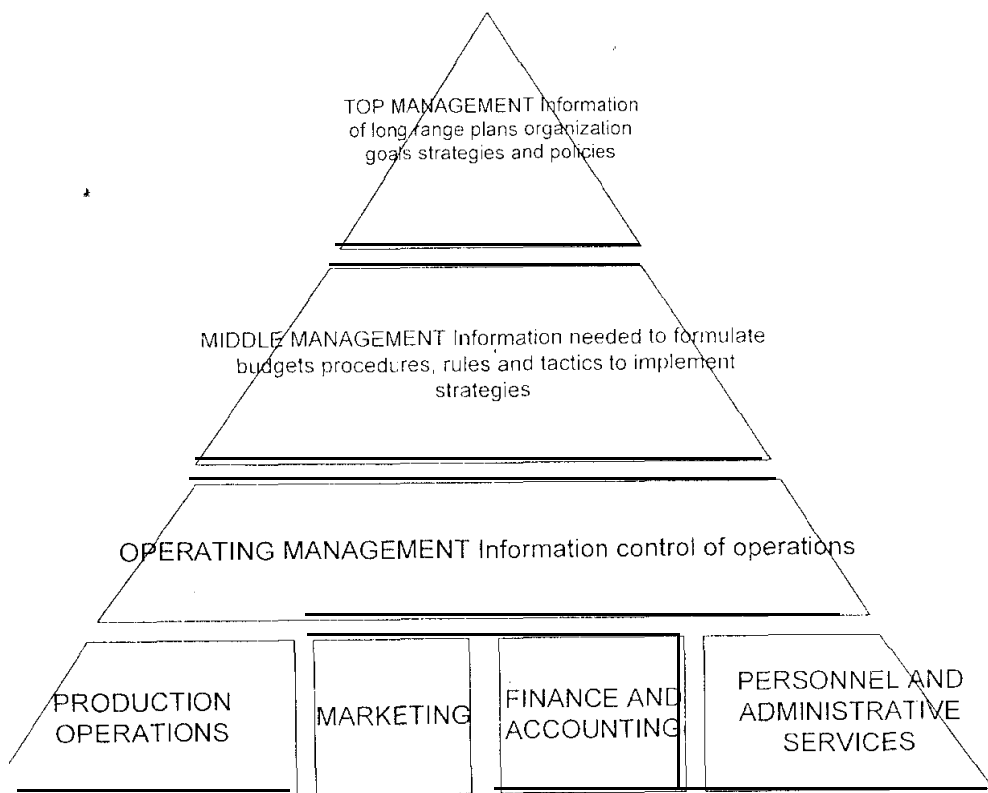 TOP MANAGEMENT Information
of long range plans organization
goals strategies and policies
MIDDLE MANAGEMENT Information needed to formulate
budgets procedures, rules and tactics to implement
strategies
OPERATING MANAGEMENT Information control of operations
PRODUCTION
OPERATIONS
MARKETING
FINANCE AND
ACCOUNTING
PERSONNEL AND
ADMINISTRATIVE
SERVICES